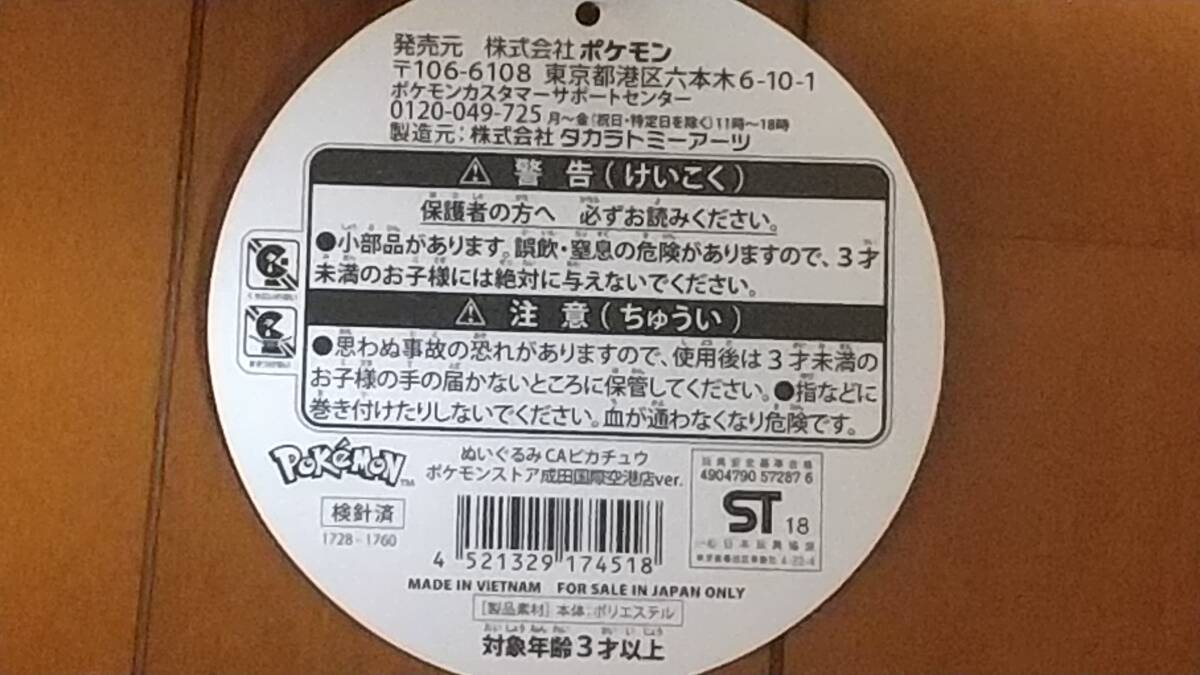 発売元 株式会社 ポケモン
〒106-6108 東京都港区六本木6-10-1
ポケモンカスタマーサポートセンター
0120-049-725 月～金(祝日・特定日を除く)11時～18時
製造元：株式会社 タカラトミーアーツ
⚠ 警告(けいこく)
保護者の方へ 必ずお読みください。
●小部品があります。誤飲・窒息の危険がありますので、3才
未満のお子様には絶対に与えないでください。
⚠ 注意(ちゅうい)
●思わぬ事故の恐れがありますので、使用後は3才未満の
お子様の手の届かないところに保管してください。●指などに
巻き付けたりしないでください。血が通わなくなり危険です。
POKéMON™
検針済
1728-1760
ぬいぐるみ CAピカチュウ
ポケモンストア成田国際空港店ver.
4 521329 174518
玩具安全基準合格
4904790 57287 6
ST 18
MADE IN VIETNAM FOR SALE IN JAPAN ONLY
[製品素材] 本体：ポリエステル
対象年齢3才以上